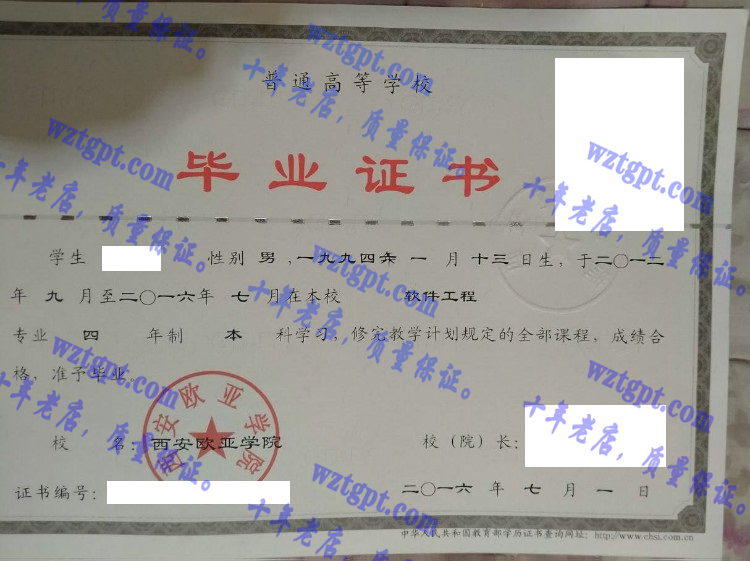 普通高等学校
毕业证书
学生 性别 男，一九九四年 一 月 十三 日生，于二〇一二
年 九 月至二〇一六年 七 月在本校 软件工程
专业 四 年制 本 科学习，修完教学计划规定的全部课程，成绩合
格，准予毕业。
校 名：西安欧亚学院
校（院）长：
证书编号：
二〇一六 年 七 月 一 日
中华人民共和国教育部学历证书查询网址：http://www.chsi.com.cn
西安欧亚学院
wztgpt.com
十年老店，质量保证。